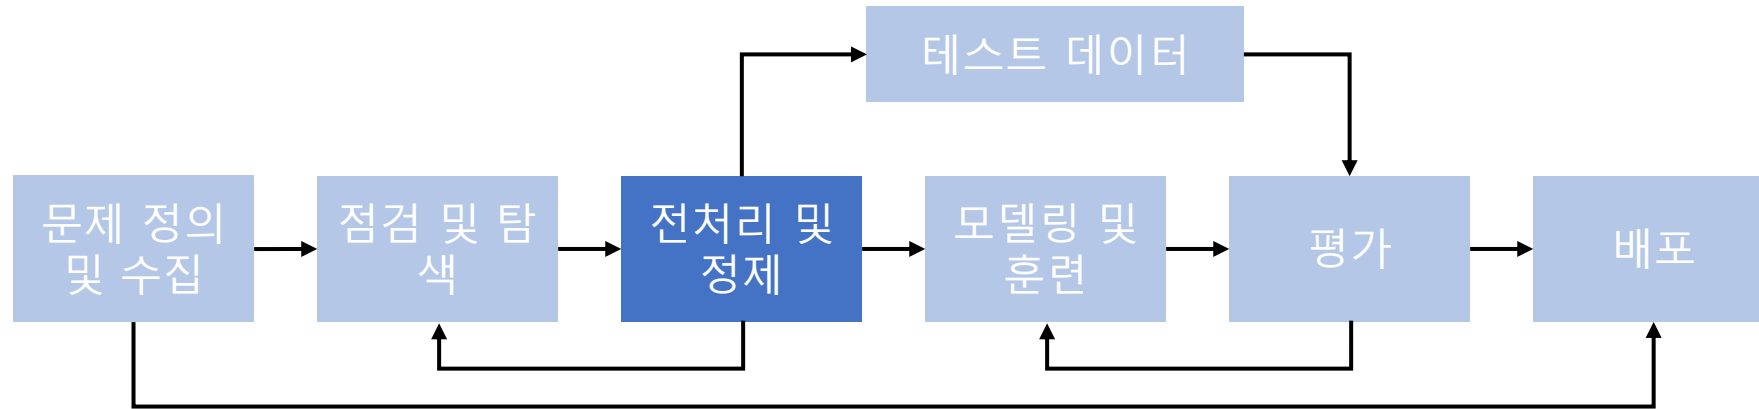 테스트 데이터
문제 정의
및 수집
점검 및 탐
색
전처리 및
정제
모델링 및
훈련
평가
배포